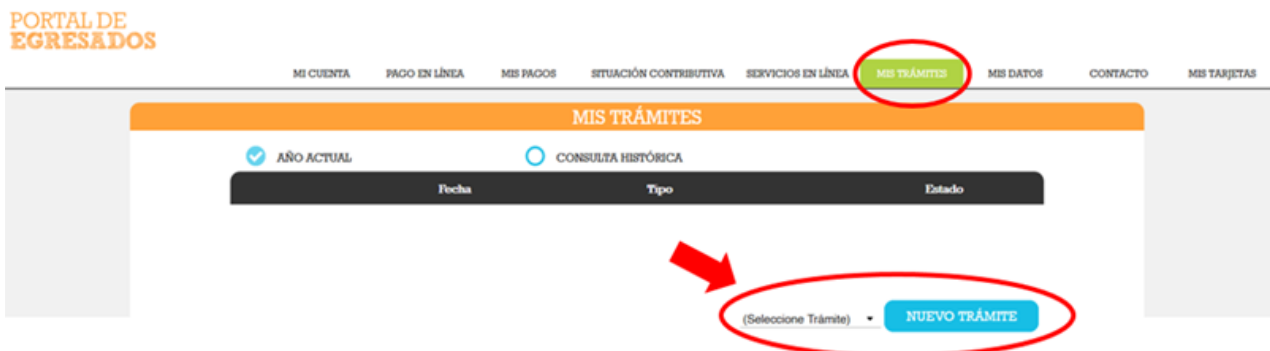 PORTAL DE
EGRESADOS
MI CUENTA PAGO EN LÍNEA MIS PAGOS SITUACIÓN CONTRIBUTIVA SERVICIOS EN LÍNEA MIS TRÁMITES MIS DATOS CONTACTO MIS TARJETAS
MIS TRÁMITES
AÑO ACTUAL CONSULTA HISTÓRICA
Fecha Tipo Estado
(Seleccione Trámite) NUEVO TRÁMITE